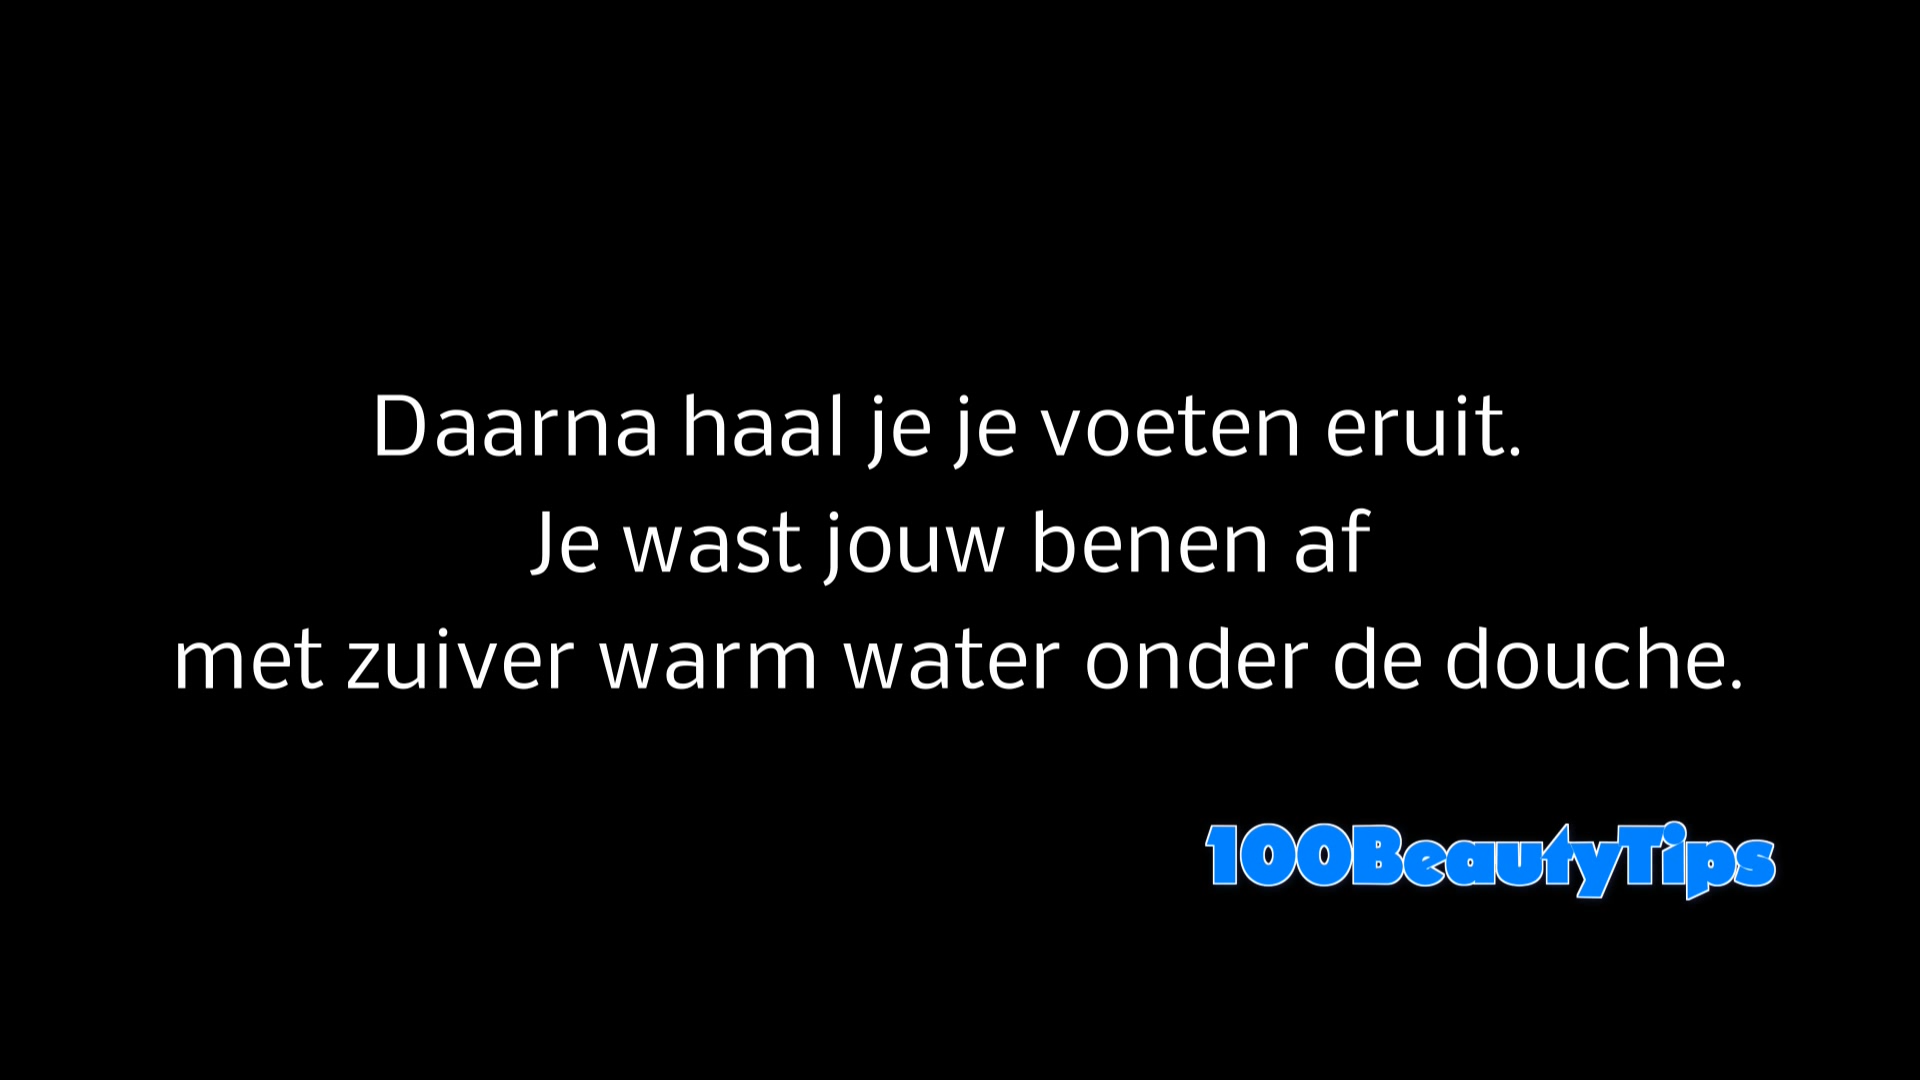 Daarna haal je je voeten eruit.
Je wast jouw benen af
met zuiver warm water onder de douche.
100BeautyTips